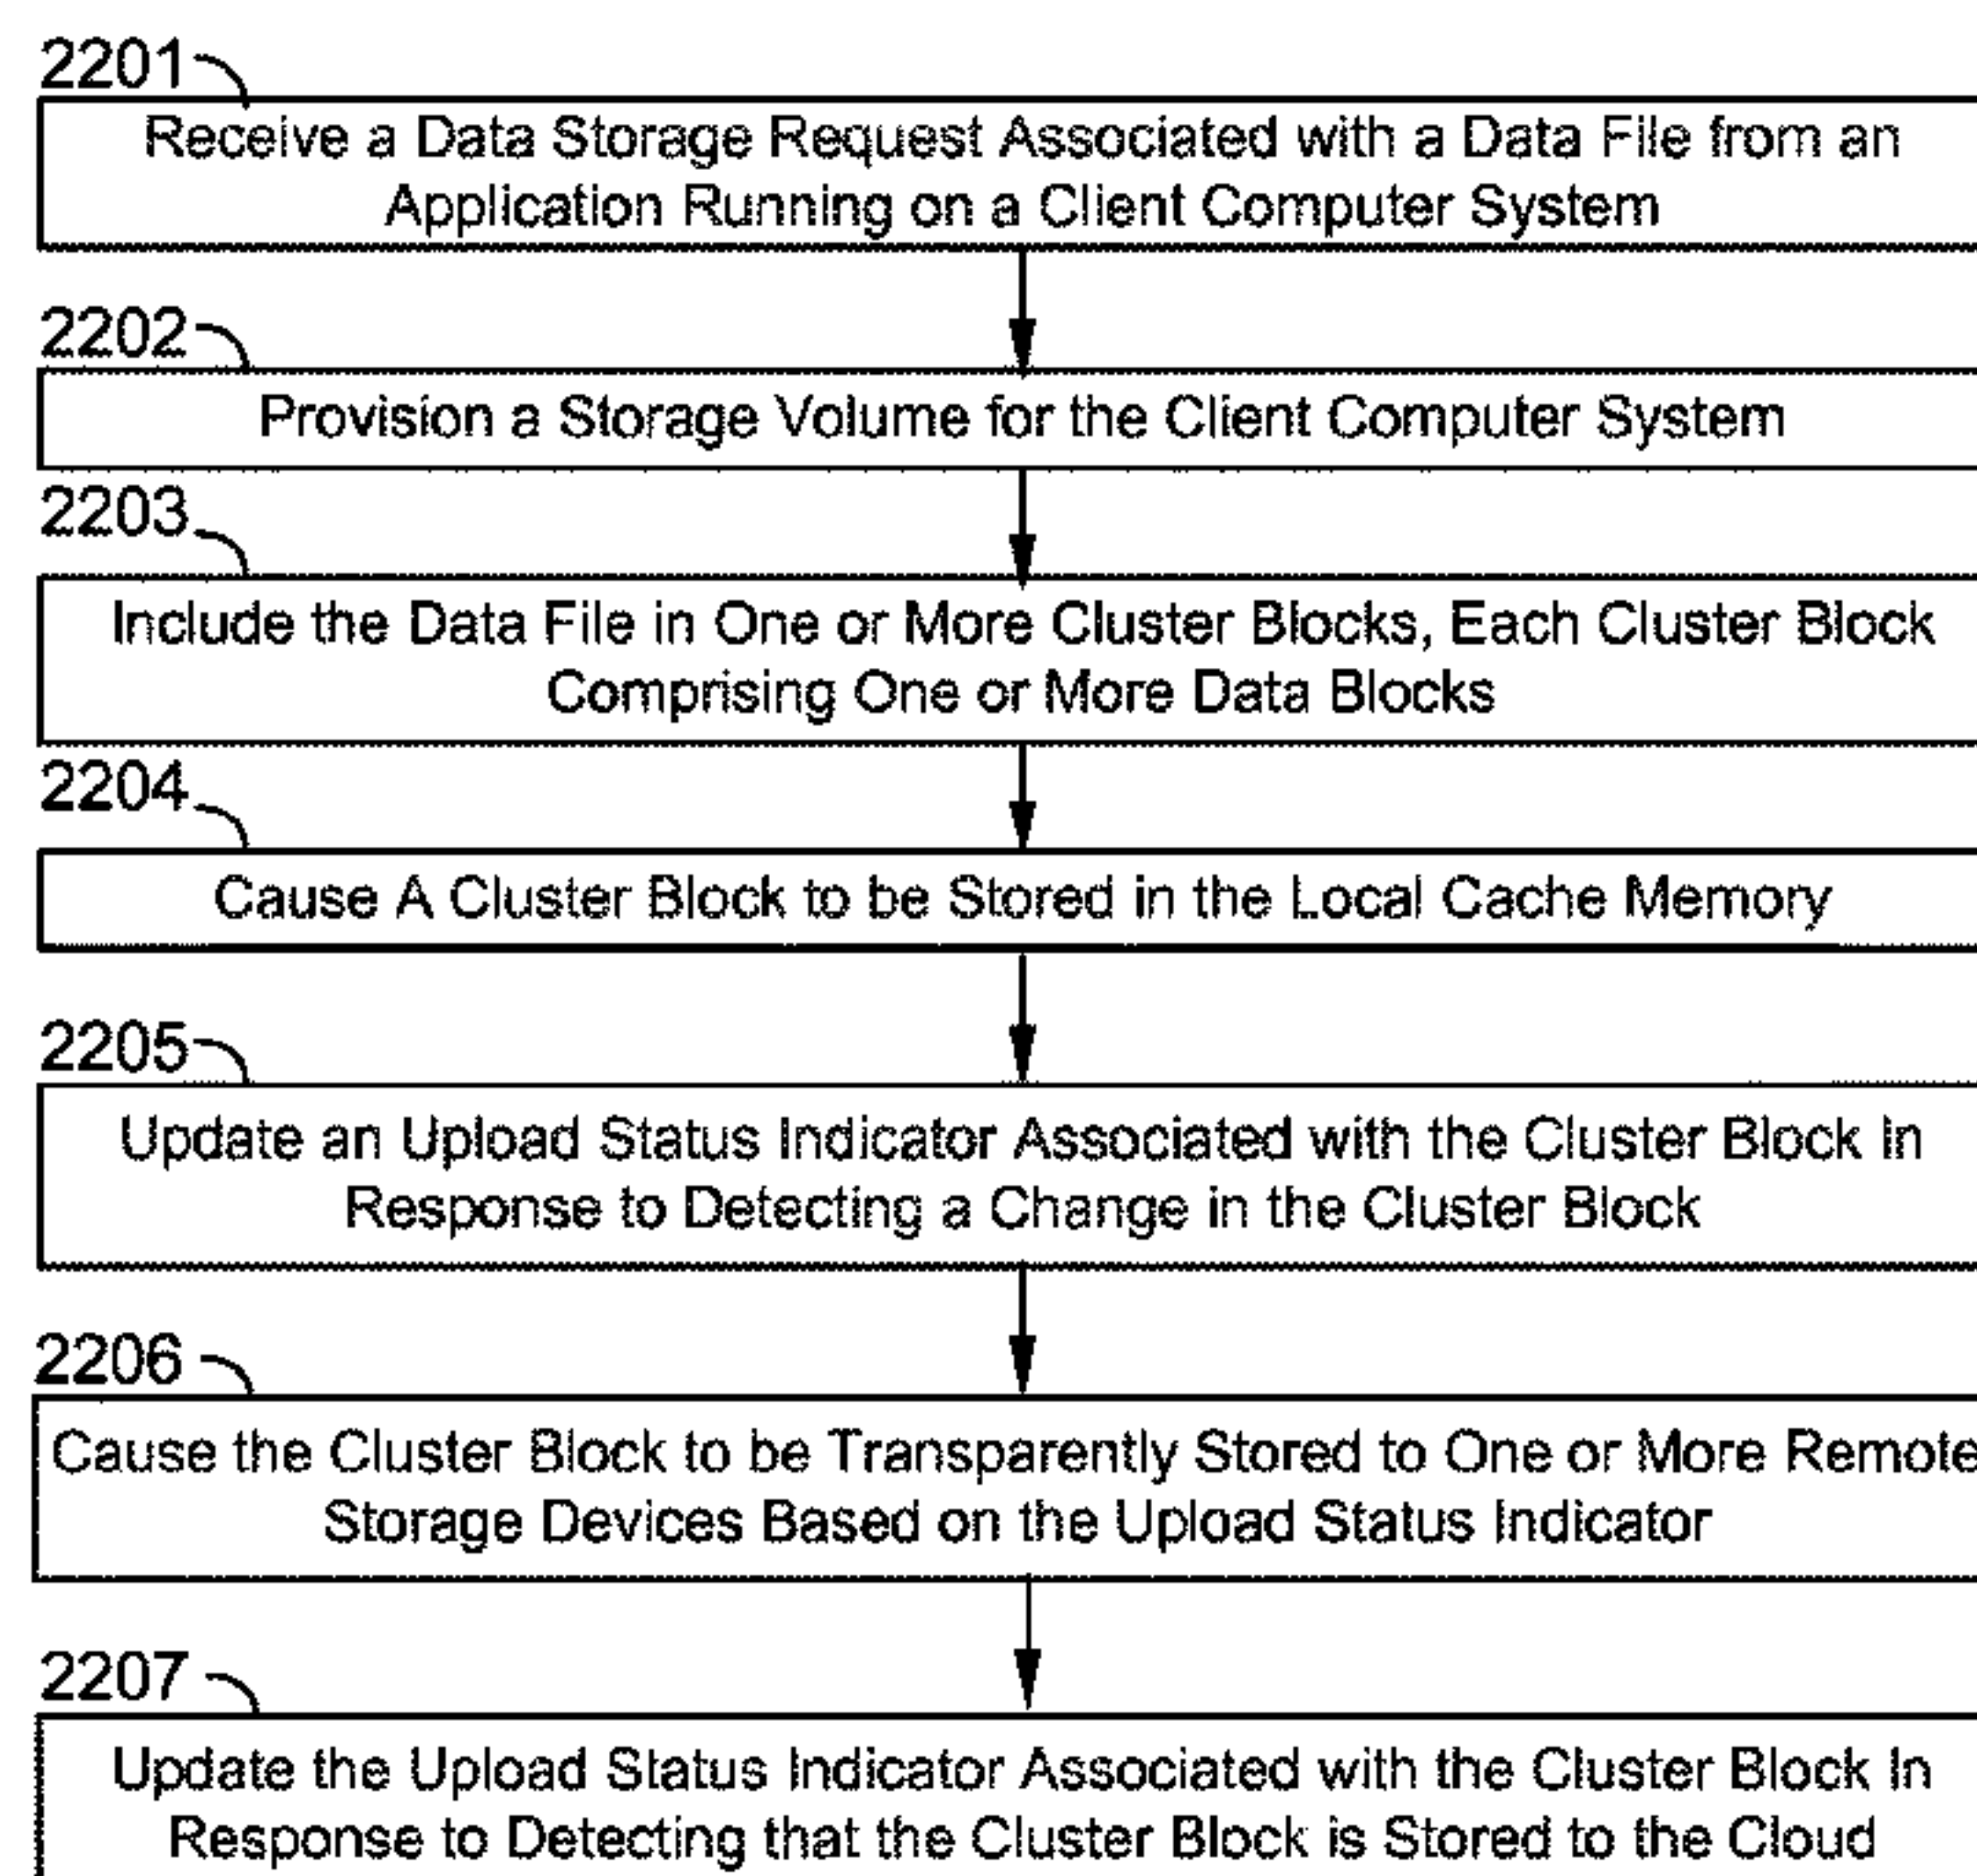 2201
Receive a Data Storage Request Associated with a Data File from an
Application Running on a Client Computer System
2202
Provision a Storage Volume for the Client Computer System
2203
Include the Data File in One or More Cluster Blocks, Each Cluster Block
Comprising One or More Data Blocks
2204
Cause A Cluster Block to be Stored in the Local Cache Memory
2205
Update an Upload Status Indicator Associated with the Cluster Block In
Response to Detecting a Change in the Cluster Block
2206
Cause the Cluster Block to be Transparently Stored to One or More Remote
Storage Devices Based on the Upload Status Indicator
2207
Update the Upload Status Indicator Associated with the Cluster Block In
Response to Detecting that the Cluster Block is Stored to the Cloud